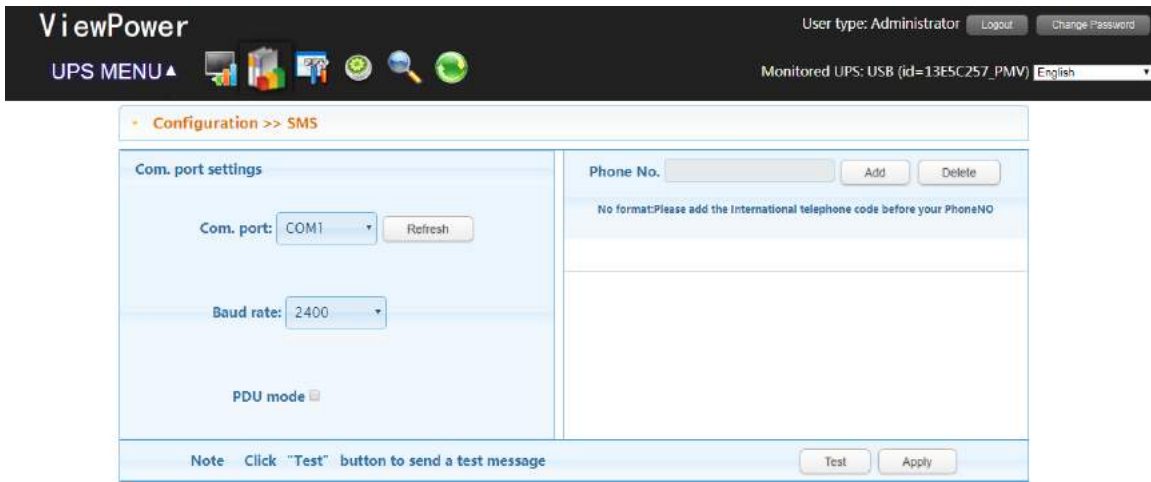 ViewPower
User type: Administrator Logout Change Password
UPS MENU▲
Monitored UPS: USB (id=13E5C257_PMV) English
Configuration >> SMS
Com. port settings
Phone No. Add Delete
No format:Please add the International telephone code before your PhoneNO
Com. port: COM1 Refresh
Baud rate: 2400
PDU mode
Note Click "Test" button to send a test message
Test Apply